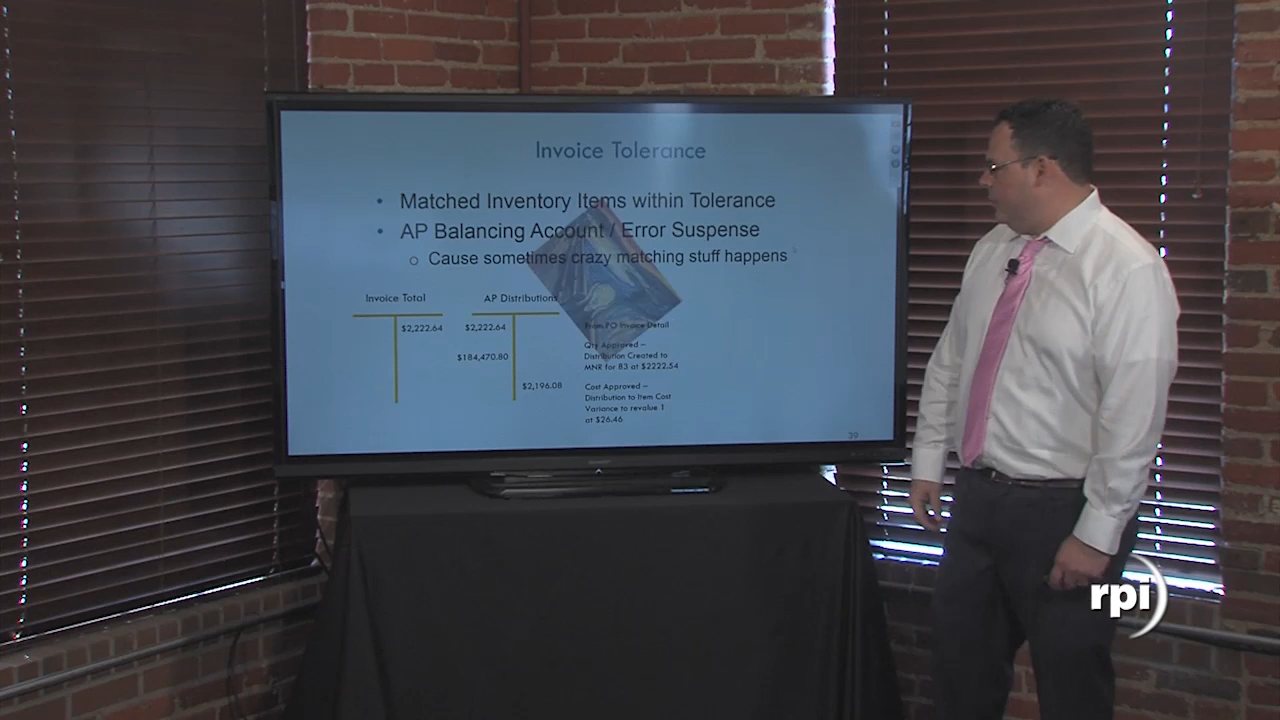 Invoice Tolerance
• Matched Inventory Items within Tolerance
• AP Balancing Account / Error Suspense
o Cause sometimes crazy matching stuff happens
Invoice Total
AP Distributions
$2,222.64
$2,222.64
$184,470.80
$2,196.08
From PO Invoice Detail
Qty Approved –
Distribution Created to
MNR for 83 at $2222.54
Cost Approved –
Distribution to Item Cost
Variance to revalue 1
at $26.46
39
rpi